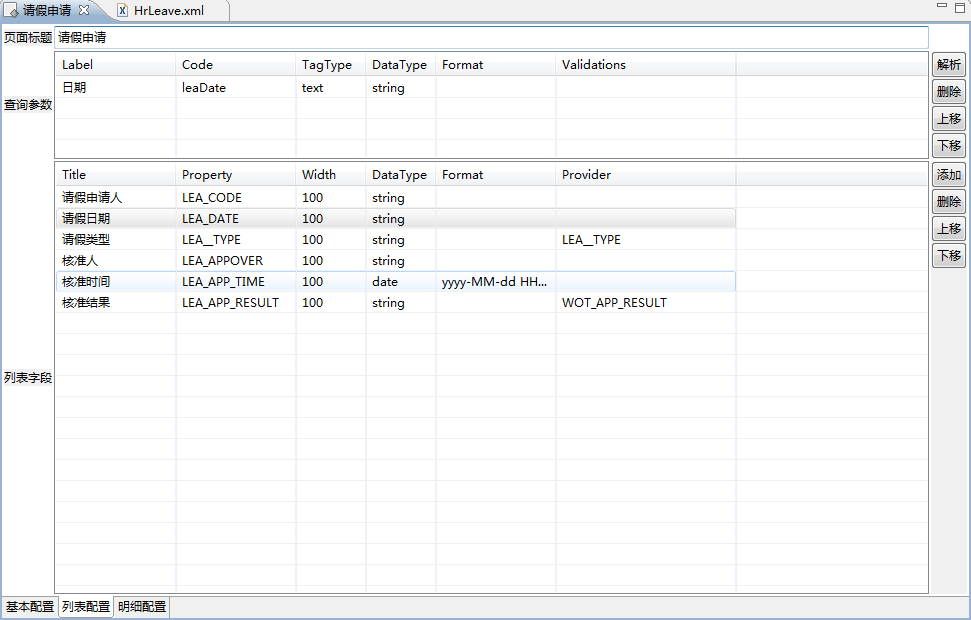 请假申请 HrLeave.xml
页面标题 请假申请
查询参数
Label Code TagType DataType Format Validations
日期 leaDate text string
解析
删除
上移
下移
列表字段
Title Property Width DataType Format Provider
请假申请人 LEA_CODE 100 string
请假日期 LEA_DATE 100 string
请假类型 LEA__TYPE 100 string LEA__TYPE
核准人 LEA_APPOVER 100 string
核准时间 LEA_APP_TIME 100 date yyyy-MM-dd HH...
核准结果 LEA_APP_RESULT 100 string WOT_APP_RESULT
添加
删除
上移
下移
基本配置 列表配置 明细配置